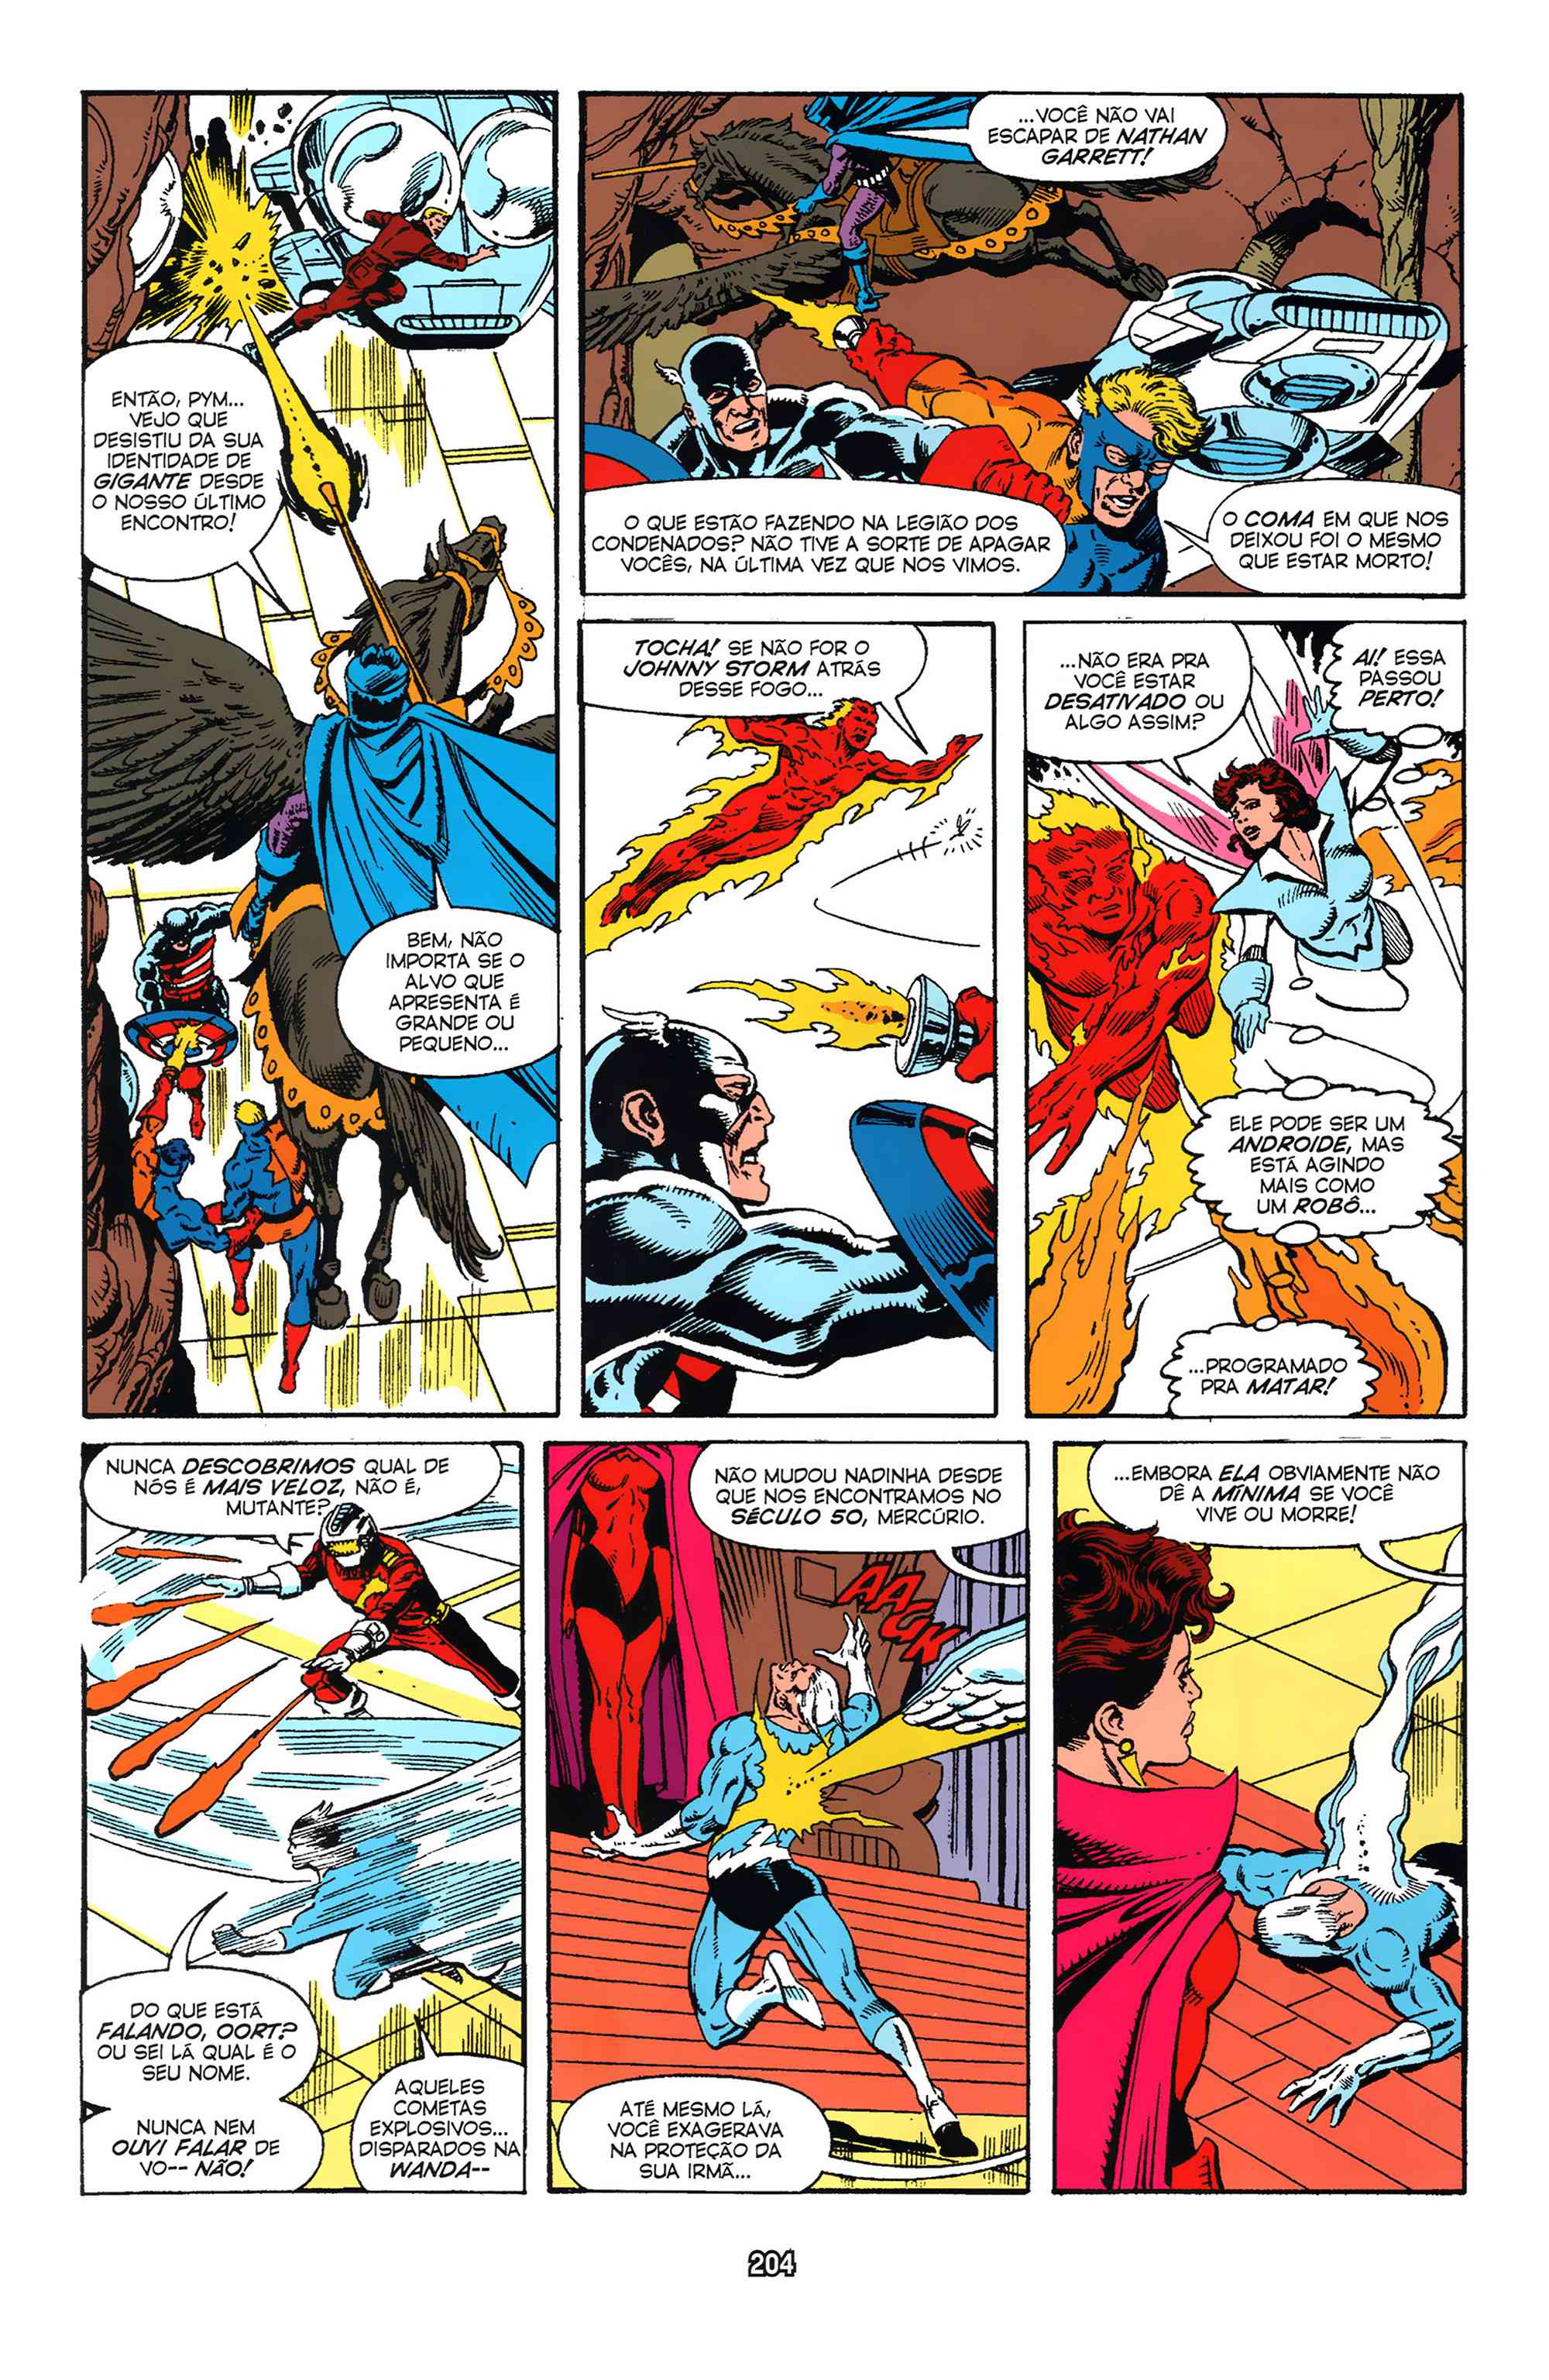 ENTÃO, PYM...
VEJO QUE
DESISTIU DA SUA
IDENTIDADE DE
GIGANTE DESDE
O NOSSO ÚLTIMO
ENCONTRO!
BEM, NÃO
IMPORTA SE O
ALVO QUE
APRESENTA É
GRANDE OU
PEQUENO...
...VOCÊ NÃO VAI
ESCAPAR DE NATHAN
GARRETT!
O QUE ESTÃO FAZENDO NA LEGIÃO DOS
CONDENADOS? NÃO TIVE A SORTE DE APAGAR
VOCÊS, NA ÚLTIMA VEZ QUE NOS VIMOS.
O COMA EM QUE NOS
DEIXOU FOI O MESMO
QUE ESTAR MORTO!
TOCHA! SE NÃO FOR O
JOHNNY STORM ATRÁS
DESSE FOGO...
...NÃO ERA PRA
VOCÊ ESTAR
DESATIVADO OU
ALGO ASSIM?
AI! ESSA
PASSOU
PERTO!
ELE PODE SER UM
ANDROIDE, MAS
ESTÁ AGINDO
MAIS COMO
UM ROBÔ...
...PROGRAMADO
PRA MATAR!
NUNCA DESCOBRIMOS QUAL DE
NÓS É MAIS VELOZ, NÃO É,
MUTANTE?
DO QUE ESTÁ
FALANDO, OORT?
OU SEI LÁ QUAL É O
SEU NOME.
NUNCA NEM
OUVI FALAR DE
VO-- NÃO!
AQUELES
COMETAS
EXPLOSIVOS...
DISPARADOS NA
WANDA--
NÃO MUDOU NADINHA DESDE
QUE NOS ENCONTRAMOS NO
SÉCULO 50, MERCÚRIO.
AAGUK
ATÉ MESMO LÁ,
VOCÊ EXAGERAVA
NA PROTEÇÃO DA
SUA IRMÃ...
...EMBORA ELA OBVIAMENTE NÃO
DÊ A MÍNIMA SE VOCÊ
VIVE OU MORRE!
204